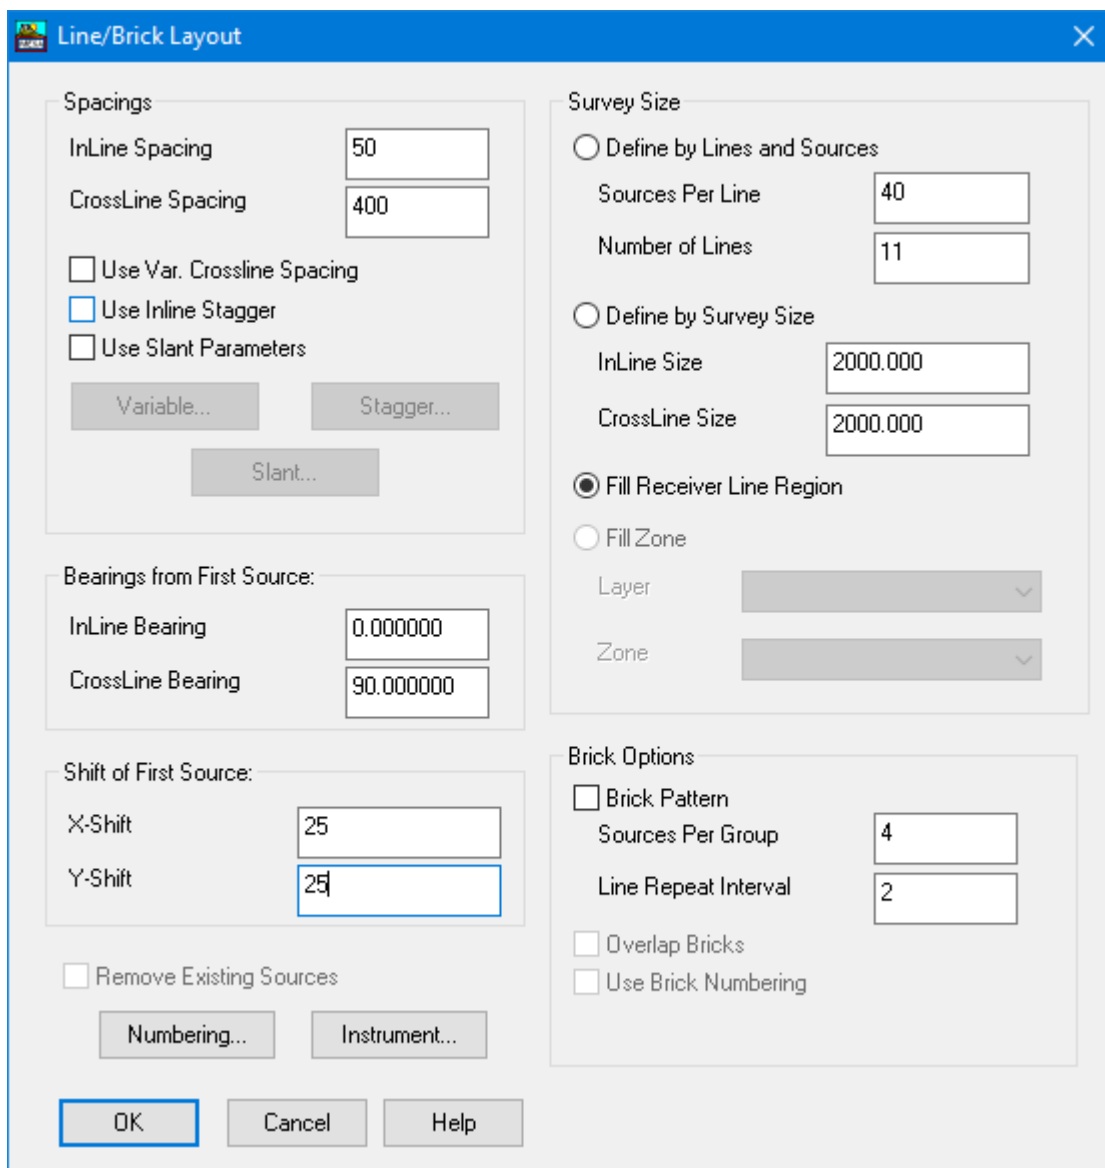 Line/Brick Layout
Spacings
InLine Spacing 50
CrossLine Spacing 400
Use Var. Crossline Spacing
Use Inline Stagger
Use Slant Parameters
Variable... Stagger...
Slant...
Bearings from First Source:
InLine Bearing 0.000000
CrossLine Bearing 90.000000
Shift of First Source:
X-Shift 25
Y-Shift 25
Remove Existing Sources
Numbering... Instrument...
OK Cancel Help
Survey Size
Define by Lines and Sources
Sources Per Line 40
Number of Lines 11
Define by Survey Size
InLine Size 2000.000
CrossLine Size 2000.000
Fill Receiver Line Region
Fill Zone
Layer
Zone
Brick Options
Brick Pattern
Sources Per Group 4
Line Repeat Interval 2
Overlap Bricks
Use Brick Numbering